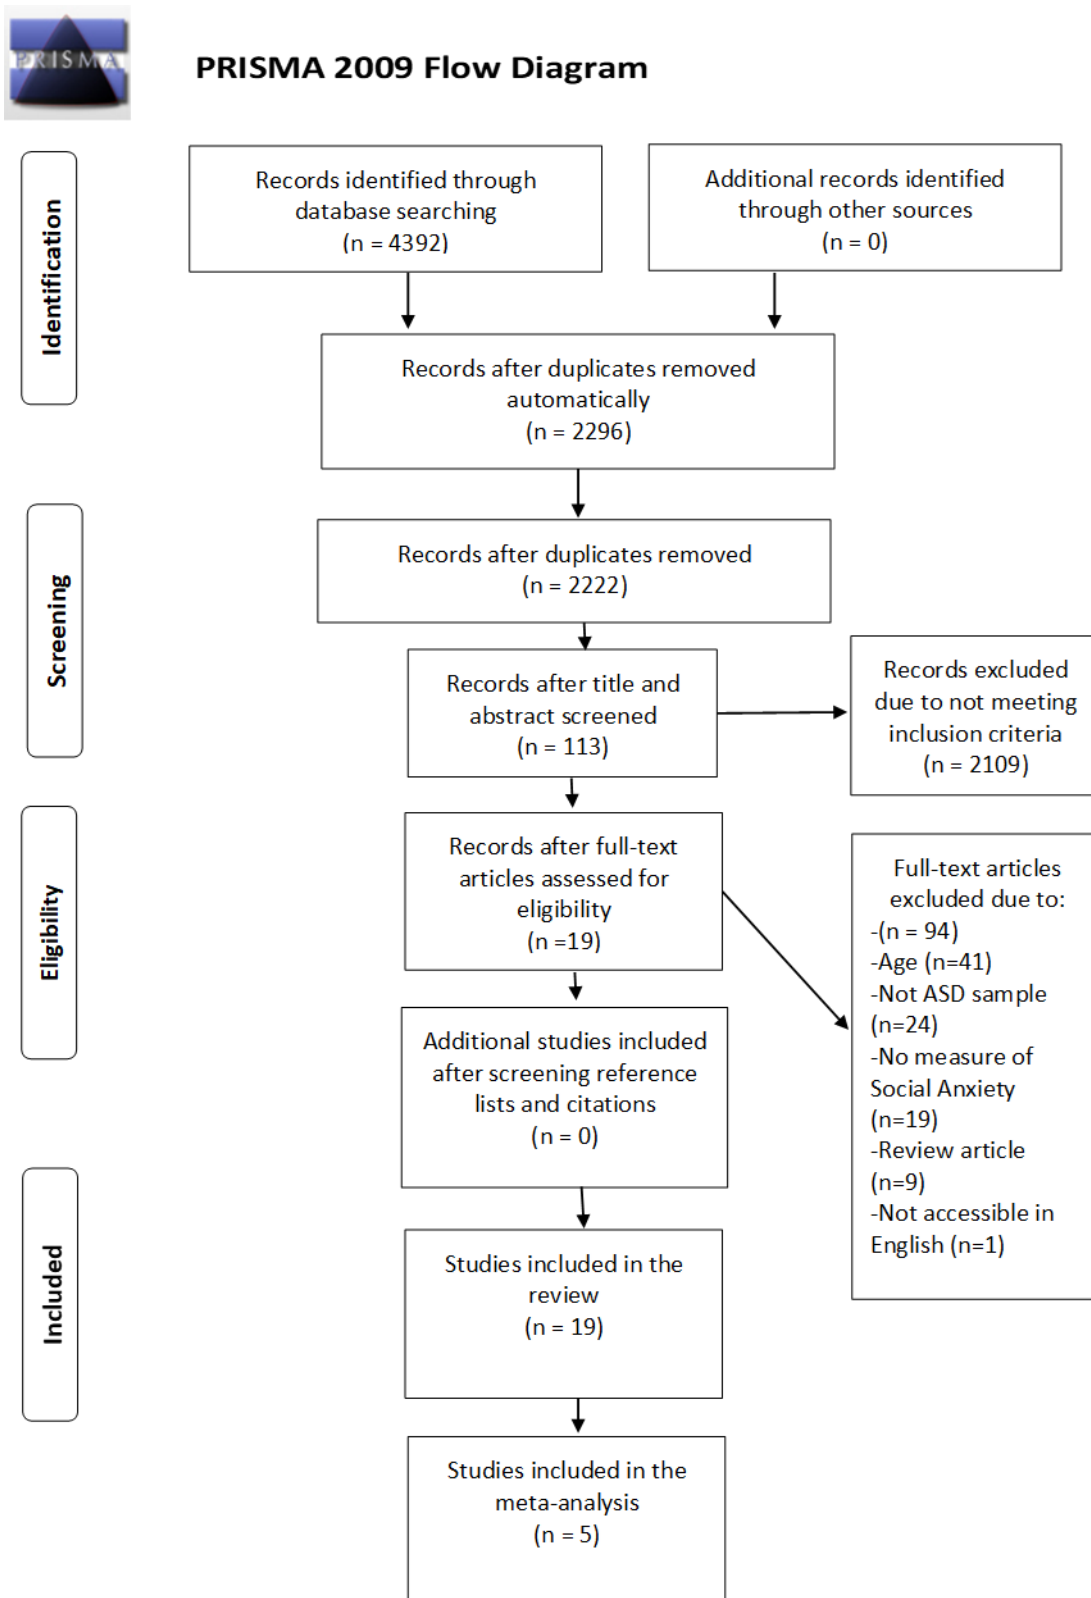 PRISMA
PRISMA 2009 Flow Diagram
Identification
Records identified through
database searching
(n = 4392)
Additional records identified
through other sources
(n = 0)
Records after duplicates removed
automatically
(n = 2296)
Screening
Records after duplicates removed
(n = 2222)
Records after title and
abstract screened
(n = 113)
Records excluded
due to not meeting
inclusion criteria
(n = 2109)
Eligibility
Records after full-text
articles assessed for
eligibility
(n =19)
Full-text articles
excluded due to:
-(n = 94)
-Age (n=41)
-Not ASD sample
(n=24)
-No measure of
Social Anxiety
(n=19)
-Review article
(n=9)
-Not accessible in
English (n=1)
Additional studies included
after screening reference
lists and citations
(n = 0)
Included
Studies included in the
review
(n = 19)
Studies included in the
meta-analysis
(n = 5)